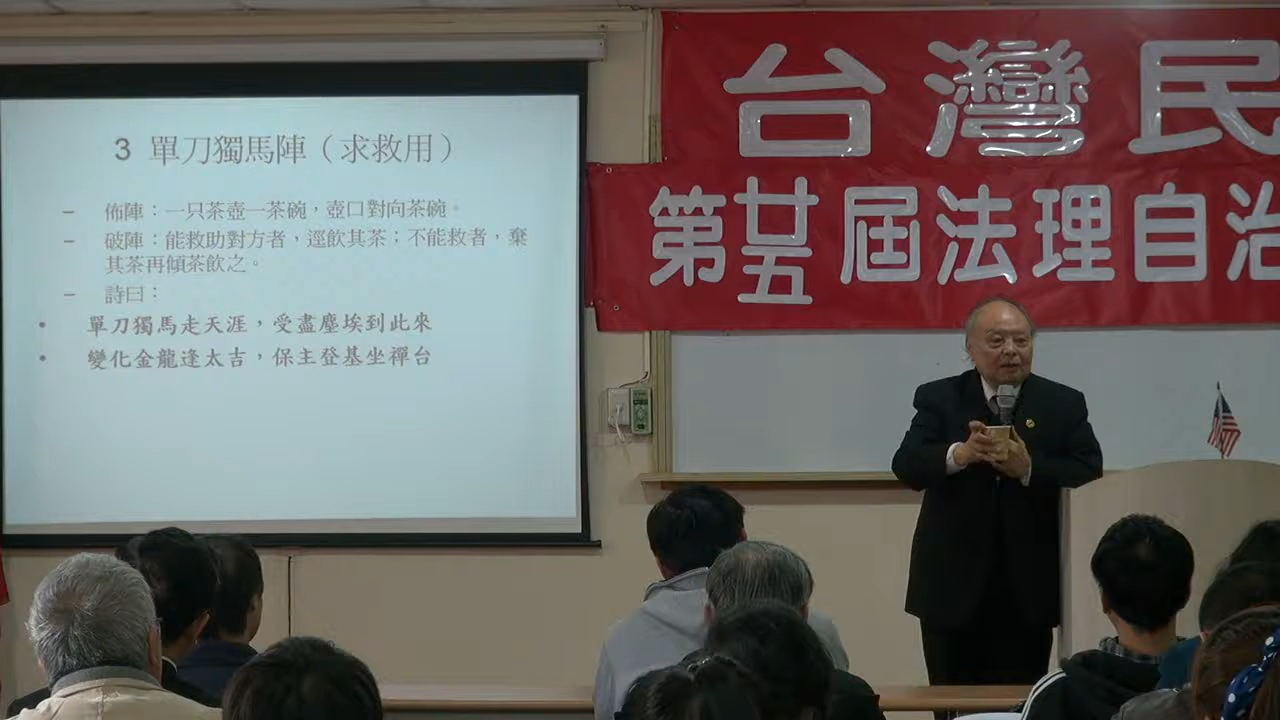 3 單刀獨馬陣（求救用）
– 佈陣：一只茶壺一茶碗，壺口對向茶碗。
– 破陣：能救助對方者，逕飲其茶；不能救者，棄
其茶再傾茶飲之。
– 詩曰：
• 單刀獨馬走天涯，受盡塵埃到此來
• 變化金龍逢太吉，保主登基坐禪台
台灣民
第廿五屆法理自治